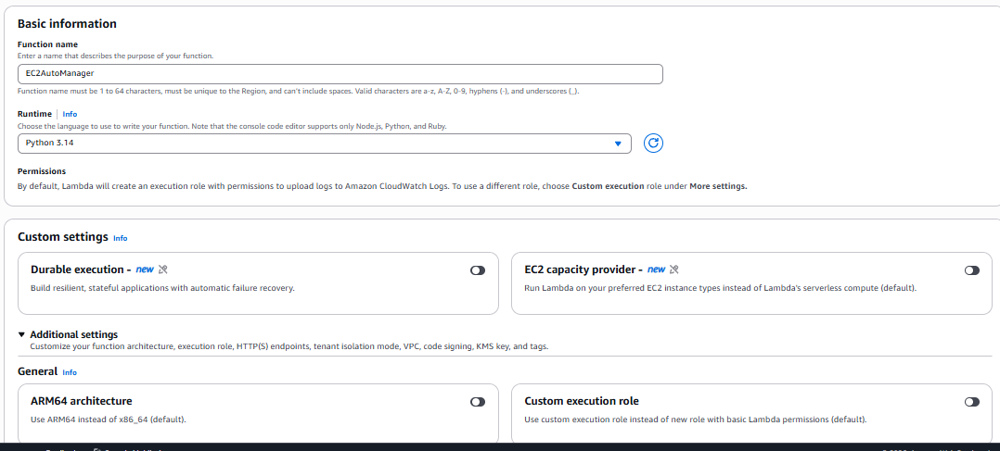 Basic information
Function name
Enter a name that describes the purpose of your function.
EC2AutoManager
Function name must be 1 to 64 characters, must be unique to the Region, and can't include spaces. Valid characters are a-z, A-Z, 0-9, hyphens (-), and underscores (_).
Runtime | Info
Choose the language to use to write your function. Note that the console code editor supports only Node.js, Python, and Ruby.
Python 3.14
Permissions
By default, Lambda will create an execution role with permissions to upload logs to Amazon CloudWatch Logs. To use a different role, choose Custom execution role under More settings.
Custom settings Info
Durable execution - new
Build resilient, stateful applications with automatic failure recovery.
EC2 capacity provider - new
Run Lambda on your preferred EC2 instance types instead of Lambda's serverless compute (default).
Additional settings
Customize your function architecture, execution role, HTTP(S) endpoints, tenant isolation mode, VPC, code signing, KMS key, and tags.
General Info
ARM64 architecture
Use ARM64 instead of x86_64 (default).
Custom execution role
Use custom execution role instead of new role with basic Lambda permissions (default).